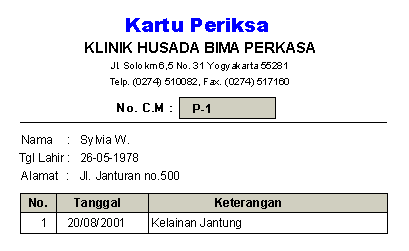 Kartu Periksa
KLINIK HUSADA BIMA PERKASA
Jl. Solo km 6,5 No. 31 Yogyakarta 55281
Telp. (0274) 510082, Fax. (0274) 517160
No. C.M : P-1
Nama : Sylvia W.
Tgl Lahir : 26-05-1978
Alamat : Jl. Janturan no.500
No. Tanggal Keterangan
1 20/08/2001 Kelainan Jantung